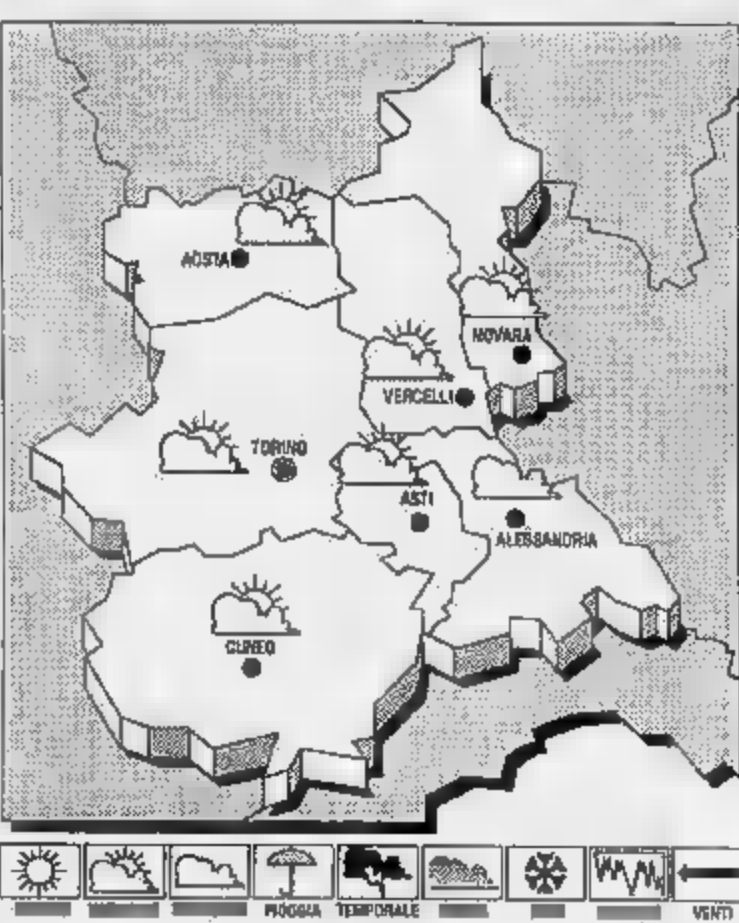 AOSTA
NOVARA
VERCELLI
TORINO
ASTI
ALESSANDRIA
CUNEO
PIOGGIA TEMPORALE VENTI